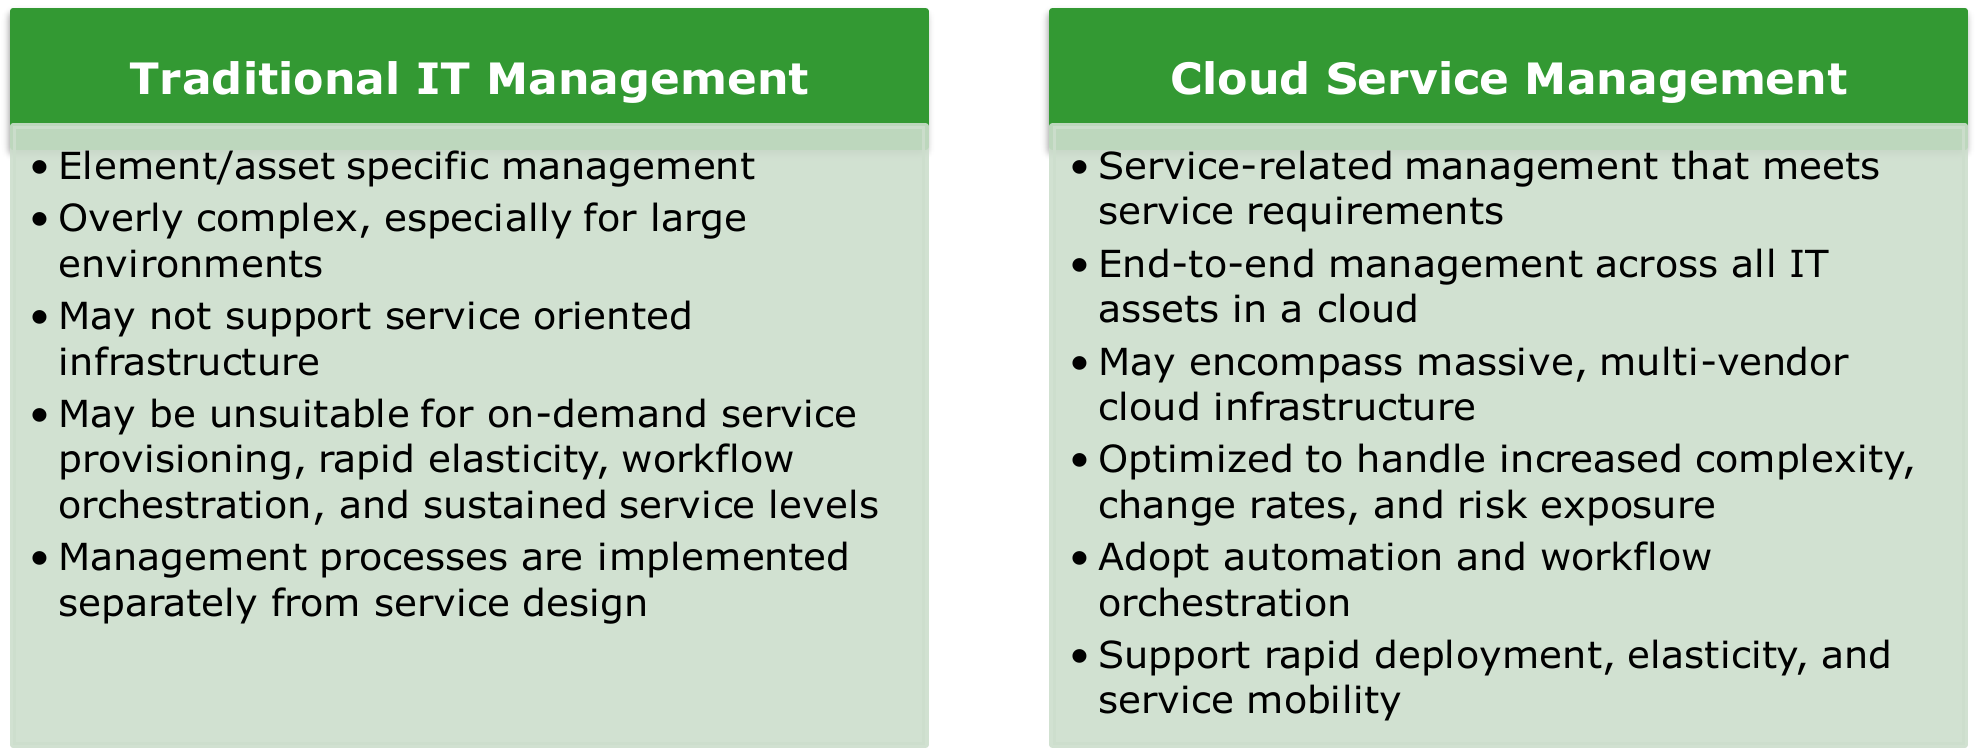 Traditional IT Management
• Element/asset specific management
• Overly complex, especially for large
environments
• May not support service oriented
infrastructure
• May be unsuitable for on-demand service
provisioning, rapid elasticity, workflow
orchestration, and sustained service levels
• Management processes are implemented
separately from service design
Cloud Service Management
• Service-related management that meets
service requirements
• End-to-end management across all IT
assets in a cloud
• May encompass massive, multi-vendor
cloud infrastructure
• Optimized to handle increased complexity,
change rates, and risk exposure
• Adopt automation and workflow
orchestration
• Support rapid deployment, elasticity, and
service mobility